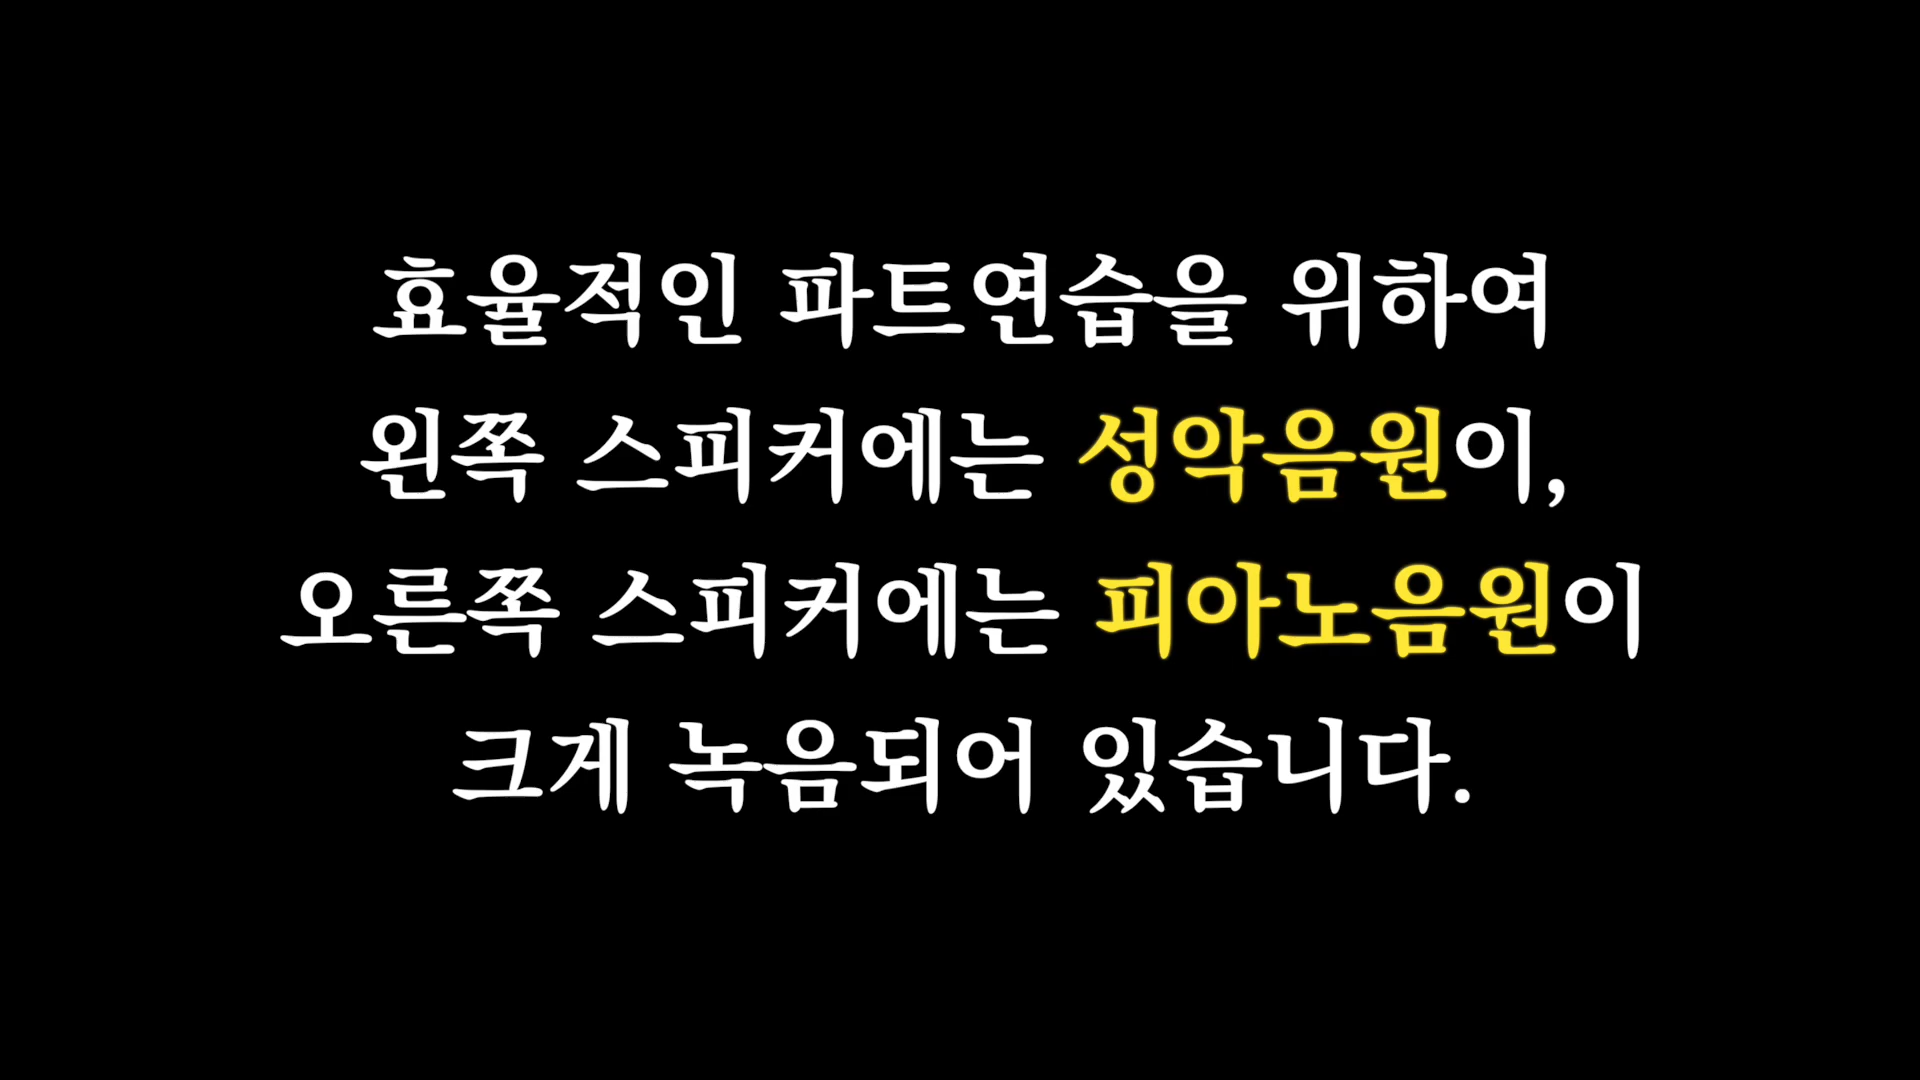 효율적인 파트연습을 위하여
왼쪽 스피커에는 성악음원이,
오른쪽 스피커에는 피아노음원이
크게 녹음되어 있습니다.